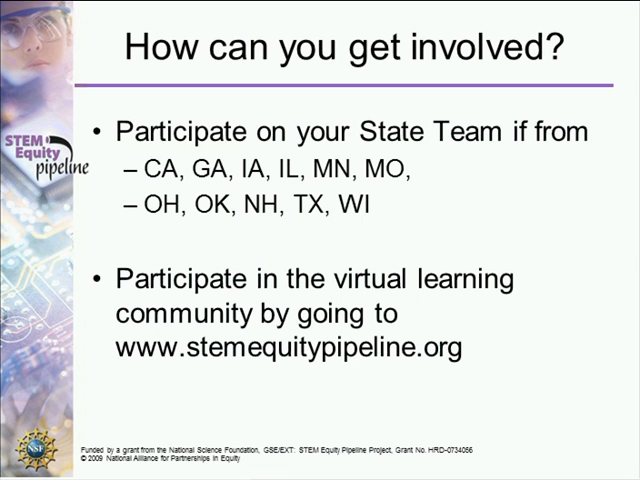 How can you get involved?
• Participate on your State Team if from
– CA, GA, IA, IL, MN, MO,
– OH, OK, NH, TX, WI
• Participate in the virtual learning
community by going to
www.stemequitypipeline.org
STEM
Equity
pipeline
NSF
Funded by a grant from the National Science Foundation, GSE/EXT: STEM Equity Pipeline Project, Grant No. HRD-0734056
© 2009 National Alliance for Partnerships in Equity